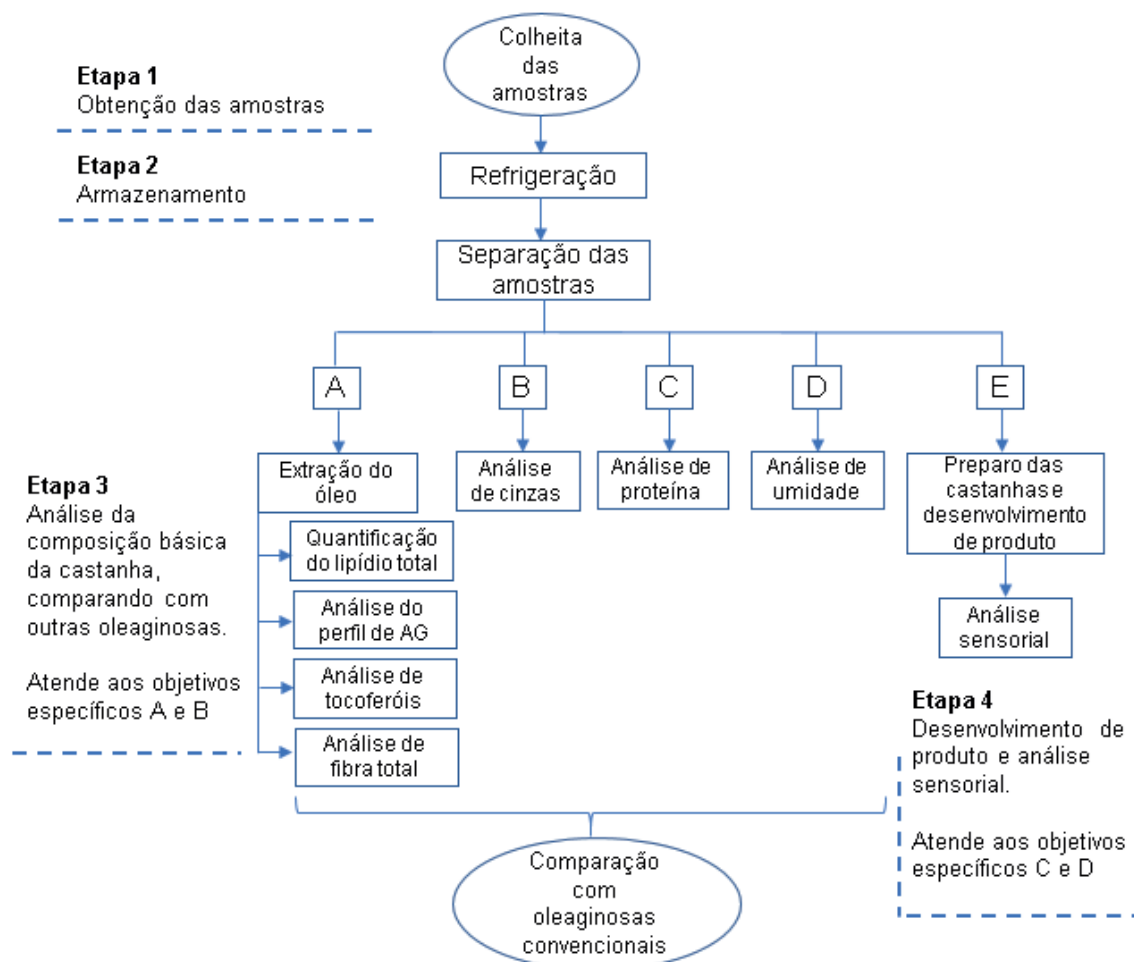 Colheita
das
amostras
Etapa 1
Obtenção das amostras
Etapa 2
Armazenamento
Refrigeração
Separação das
amostras
A
B
C
D
E
Extração do
óleo
Análise
de cinzas
Análise de
proteína
Análise de
umidade
Preparo das
castanhas e
desenvolvimento
de produto
Etapa 3
Análise da
composição básica
da castanha,
comparando com
outras oleaginosas.
Atende aos objetivos
específicos A e B
Quantificação
do lipídio total
Análise do
perfil de AG
Análise de
tocoferóis
Análise de
fibra total
Análise
sensorial
Etapa 4
Desenvolvimento de
produto e análise
sensorial.
Atende aos objetivos
específicos C e D
Comparação
com
oleaginosas
convencionais